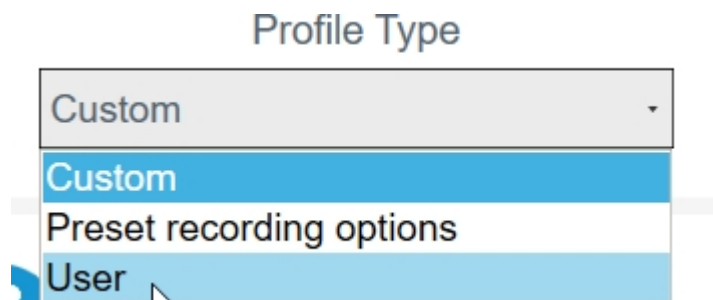 Profile Type
Custom
Custom
Preset recording options
User